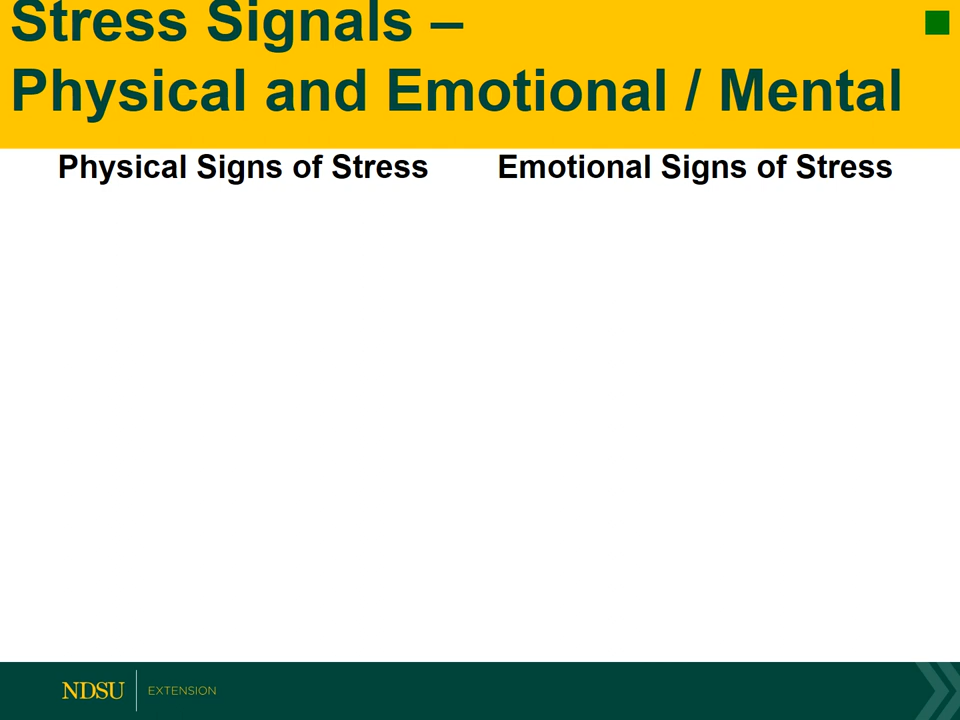 Stress Signals –
Physical and Emotional / Mental
Physical Signs of Stress
Emotional Signs of Stress
NDSU
EXTENSION